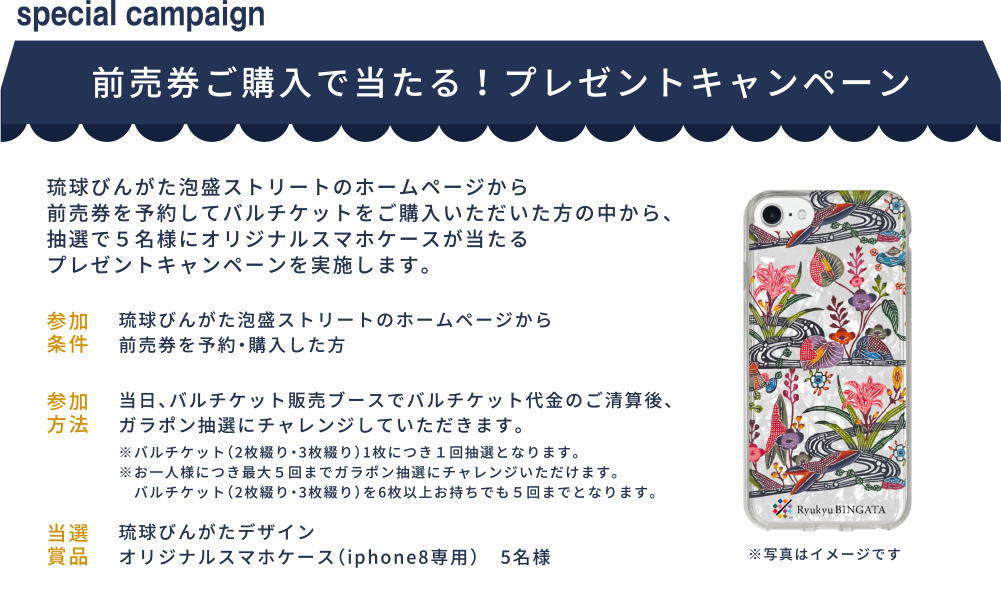 special campaign
前売券ご購入で当たる！プレゼントキャンペーン
琉球びんがた泡盛ストリートのホームページから
前売券を予約してバルチケットをご購入いただいた方の中から、
抽選で５名様にオリジナルスマホケースが当たる
プレゼントキャンペーンを実施します。
参加
条件
琉球びんがた泡盛ストリートのホームページから
前売券を予約・購入した方
参加
方法
当日、バルチケット販売ブースでバルチケット代金のご清算後、
ガラポン抽選にチャレンジしていただきます。
※バルチケット（2枚綴り・3枚綴り）1枚につき１回抽選となります。
※お一人様につき最大５回までガラポン抽選にチャレンジいただけます。
バルチケット（2枚綴り・3枚綴り）を6枚以上お持ちでも５回までとなります。
当選
賞品
琉球びんがたデザイン
オリジナルスマホケース（iphone8専用）　5名様
Ryukyu BINGATA
※写真はイメージです